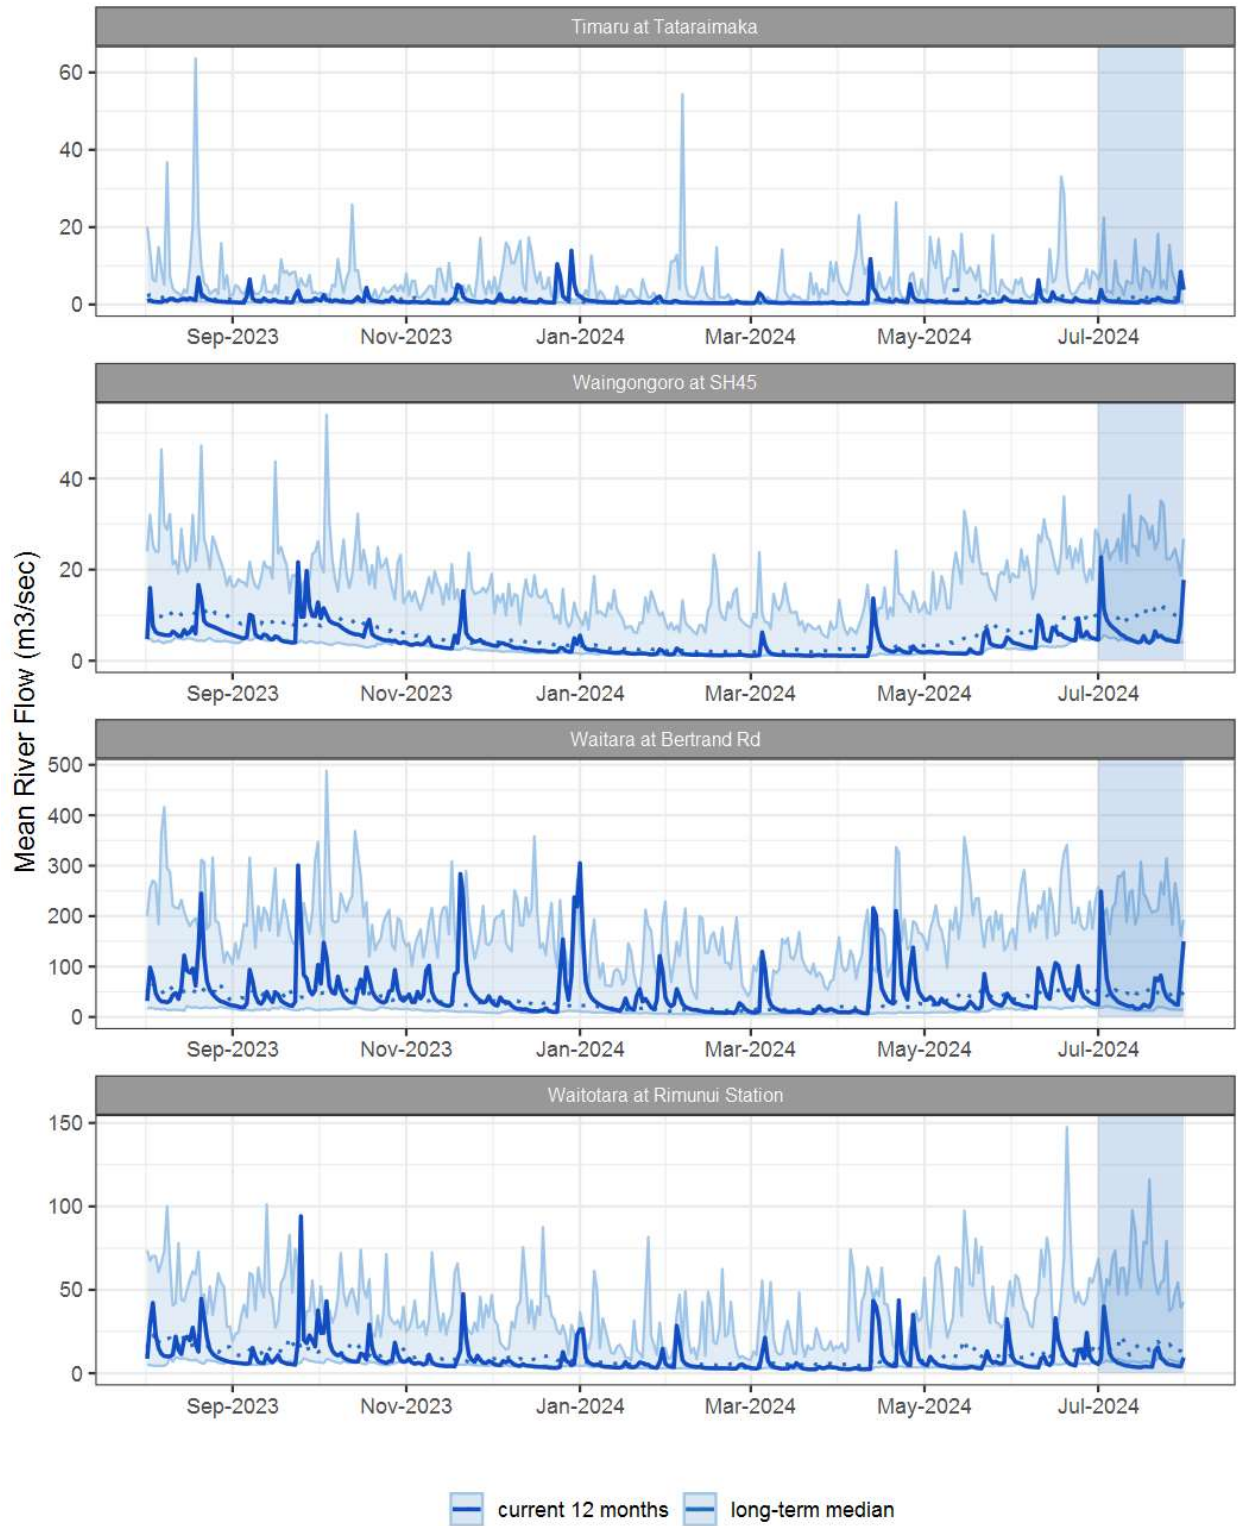 Timaru at Tataraimaka
60
40
20
0
Sep-2023 Nov-2023 Jan-2024 Mar-2024 May-2024 Jul-2024
Waingongoro at SH45
40
20
0
Sep-2023 Nov-2023 Jan-2024 Mar-2024 May-2024 Jul-2024
Mean River Flow (m3/sec)
Waitara at Bertrand Rd
500
400
300
200
100
0
Sep-2023 Nov-2023 Jan-2024 Mar-2024 May-2024 Jul-2024
Waitotara at Rimunui Station
150
100
50
0
Sep-2023 Nov-2023 Jan-2024 Mar-2024 May-2024 Jul-2024
current 12 months long-term median